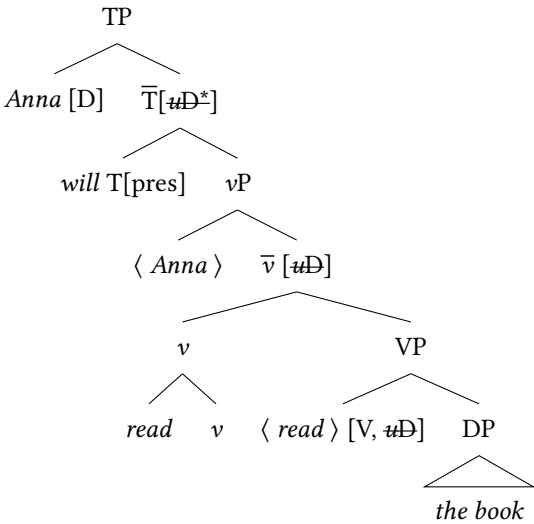 TP
Anna [D] T̅[uD*]
will T[pres] vP
⟨ Anna ⟩ v̅ [uD]
v VP
read v ⟨ read ⟩ [V, uD] DP
the book